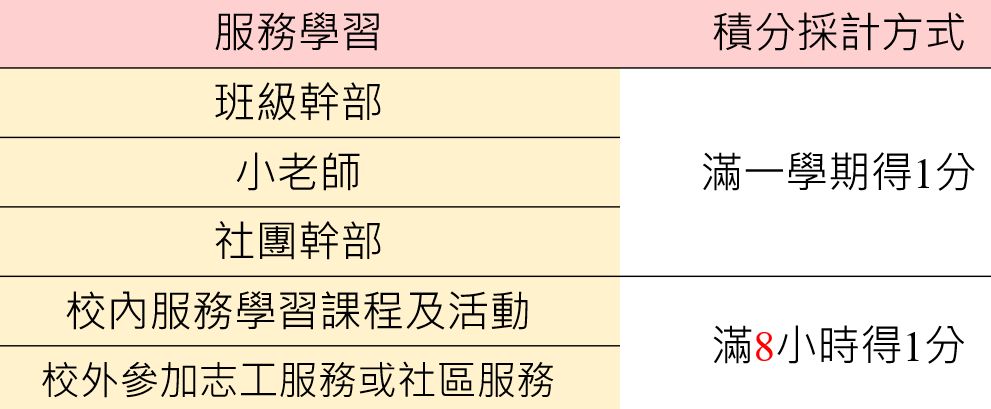 服務學習
積分採計方式
班級幹部
小老師
滿一學期得1分
社團幹部
校內服務學習課程及活動
滿8小時得1分
校外參加志工服務或社區服務